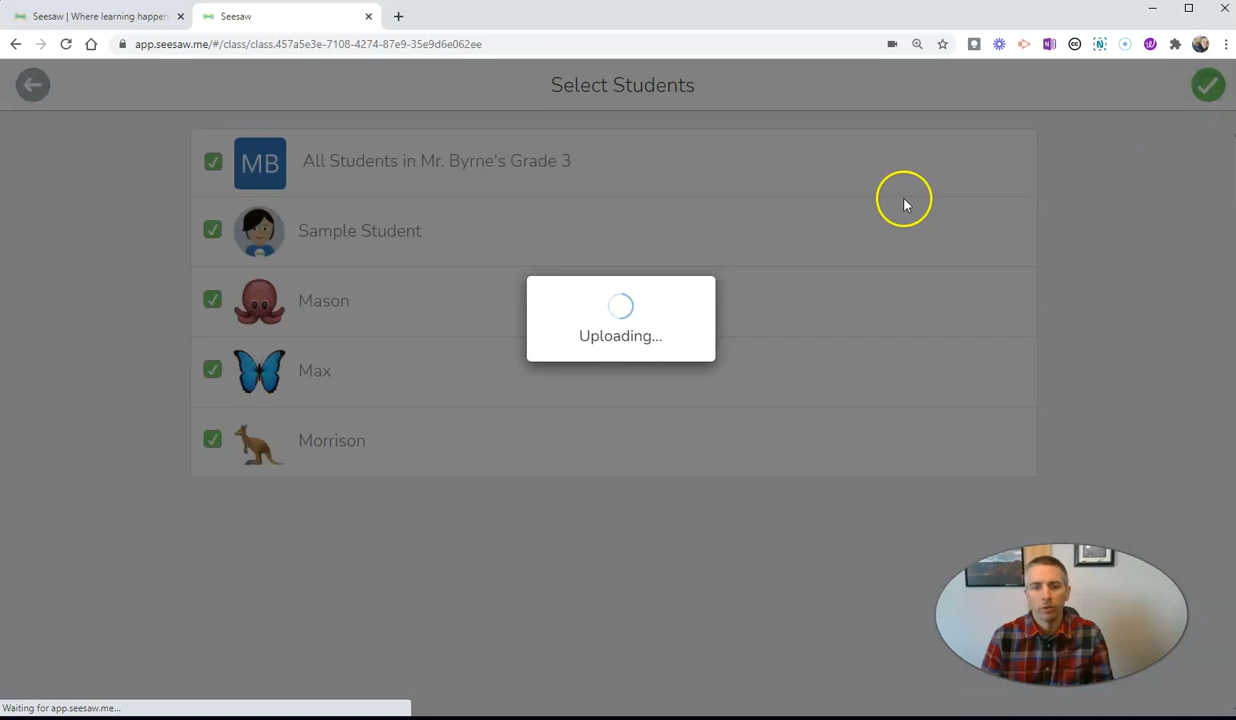 Seesaw | Where learning happen
Seesaw
app.seesaw.me/#/class/class.457a5e3e-7108-4274-87e9-35e9d6e062ee
Select Students
MB
All Students in Mr. Byrne's Grade 3
Sample Student
Mason
Uploading...
Max
Morrison
Waiting for app.seesaw.me...